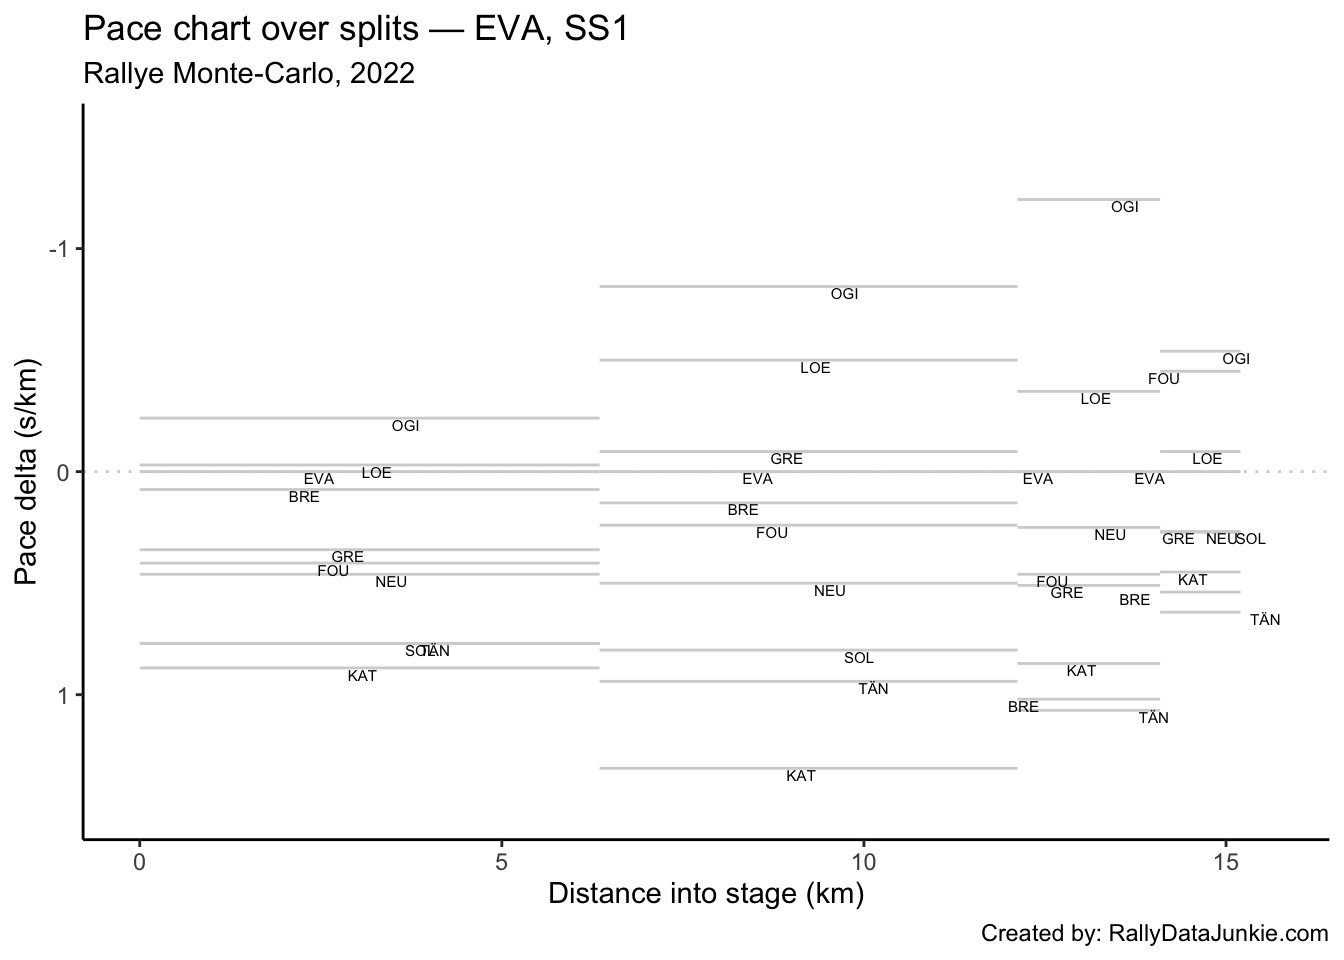 Pace chart over splits — EVA, SS1
Rallye Monte-Carlo, 2022
Pace delta (s/km)
-1
0
1
OGI
LOE
EVA
BRE
GRE
FOU
NEU
SOL
TÄN
KAT
OGI
LOE
GRE
EVA
BRE
FOU
NEU
SOL
TÄN
KAT
OGI
LOE
EVA
NEU
FOU
GRE
KAT
BRE
TÄN
OGI
FOU
LOE
EVA
GRE
NEU
SOL
KAT
BRE
TÄN
0
5
10
15
Distance into stage (km)
Created by: RallyDataJunkie.com